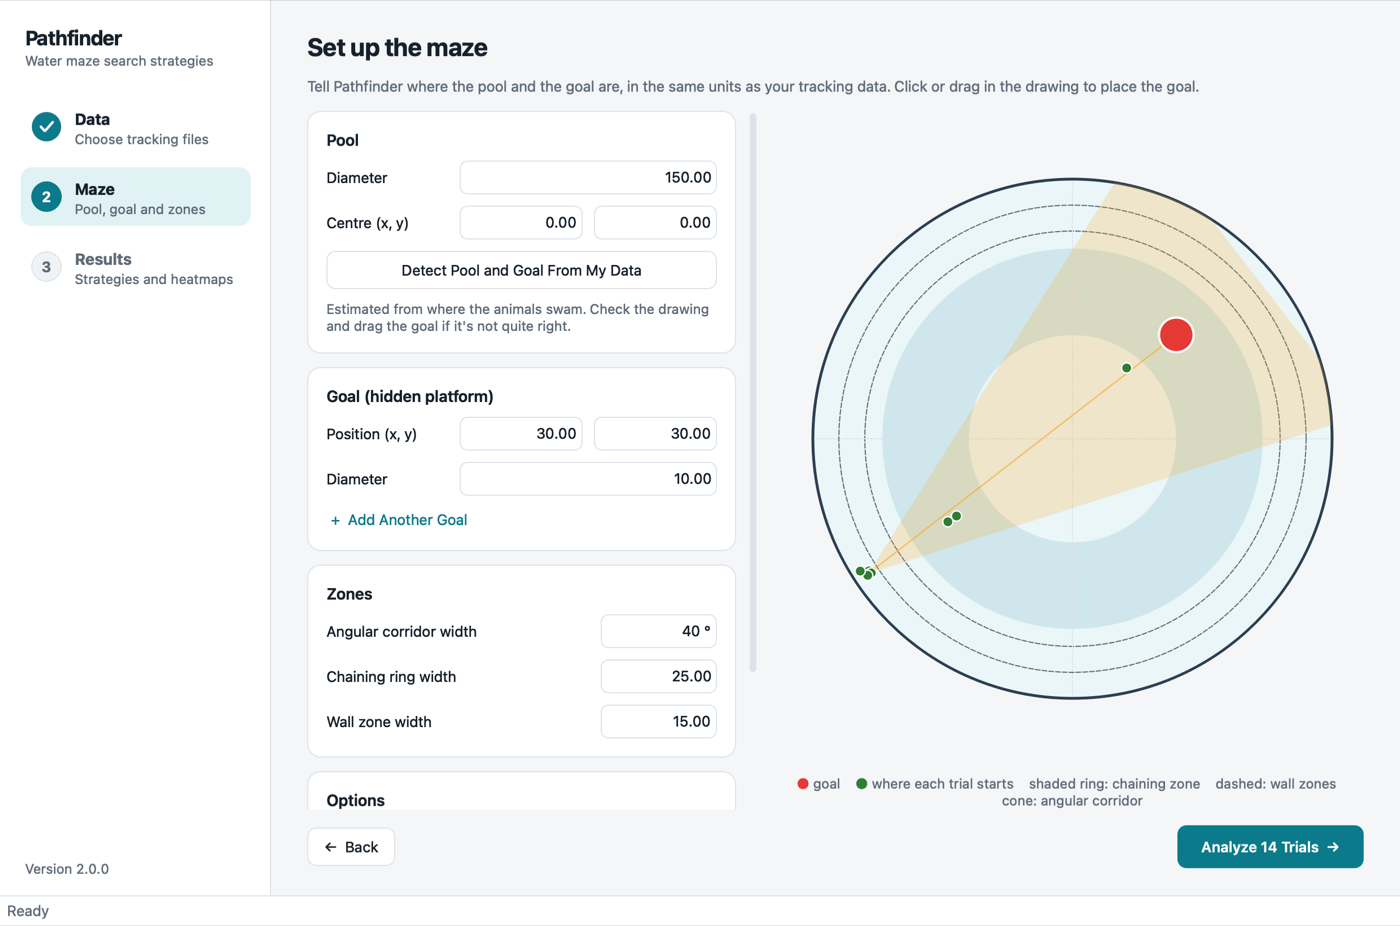 Pathfinder
Water maze search strategies
Data
Choose tracking files
2
Maze
Pool, goal and zones
3
Results
Strategies and heatmaps
Version 2.0.0
Ready
Set up the maze
Tell Pathfinder where the pool and the goal are, in the same units as your tracking data. Click or drag in the drawing to place the goal.
Pool
Diameter 150.00
Centre (x, y) 0.00 0.00
Detect Pool and Goal From My Data
Estimated from where the animals swam. Check the drawing
and drag the goal if it's not quite right.
Goal (hidden platform)
Position (x, y) 30.00 30.00
Diameter 10.00
+ Add Another Goal
Zones
Angular corridor width 40 °
Chaining ring width 25.00
Wall zone width 15.00
Options
goal where each trial starts shaded ring: chaining zone dashed: wall zones
cone: angular corridor
← Back
Analyze 14 Trials →